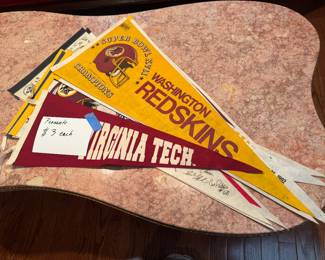 SUPER BOWL XVII
CHAMPIONS
WASHINGTON
REDSKINS
Pennants
$3 each
VIRGINIA TECH.